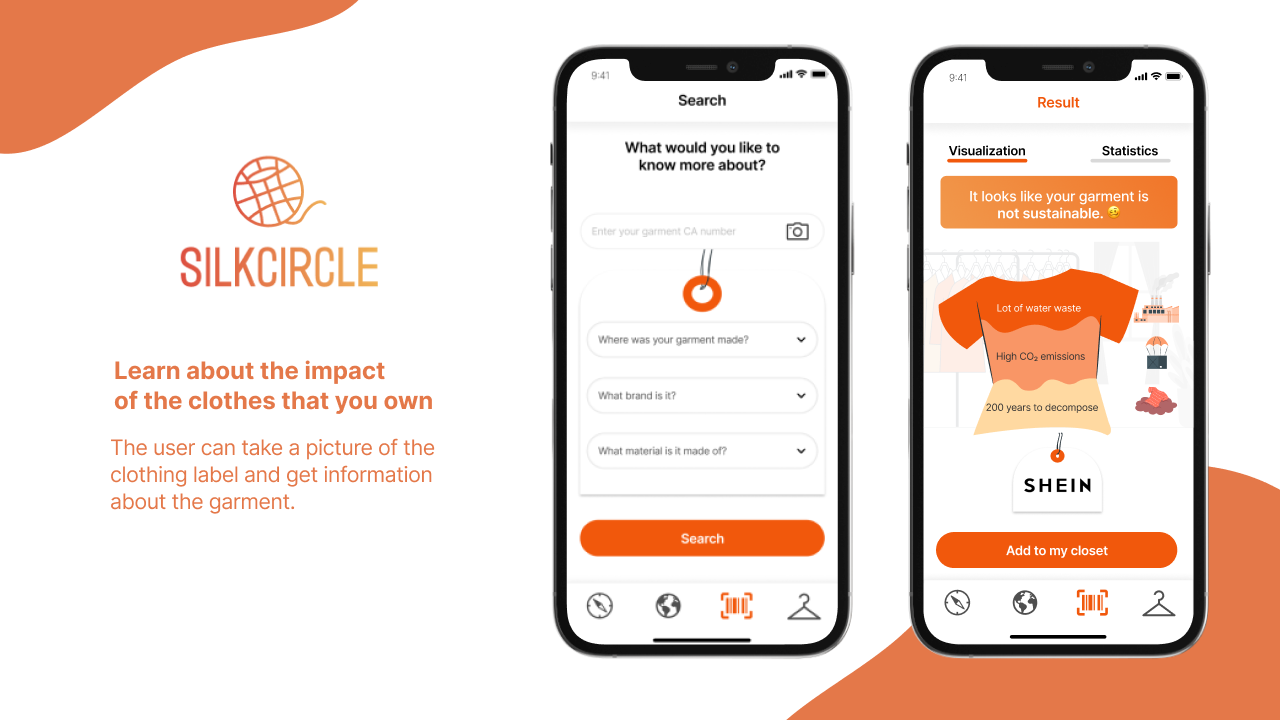 SILKCIRCLE
Learn about the impact
of the clothes that you own
The user can take a picture of the
clothing label and get information
about the garment.
9:41
Search
What would you like to
know more about?
Enter your garment CA number
Where was your garment made?
What brand is it?
What material is it made of?
Search
9:41
Result
Visualization
Statistics
It looks like your garment is
not sustainable. 🥴
Lot of water waste
High CO₂ emissions
200 years to decompose
SHEIN
Add to my closet